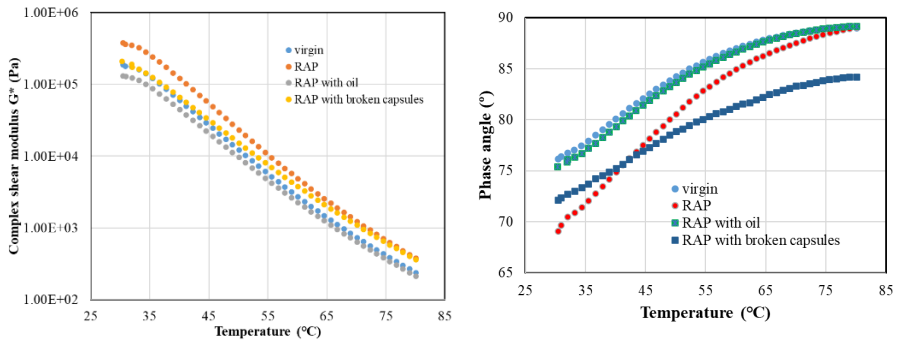 1.00E+06
1.00E+05
1.00E+04
1.00E+03
1.00E+02
Complex shear modulus G* (Pa)
virgin
RAP
RAP with oil
RAP with broken capsules
25 35 45 55 65 75 85
Temperature (°C)
90
85
80
75
70
65
Phase angle (°)
virgin
RAP
RAP with oil
RAP with broken capsules
25 35 45 55 65 75 85
Temperature (°C)